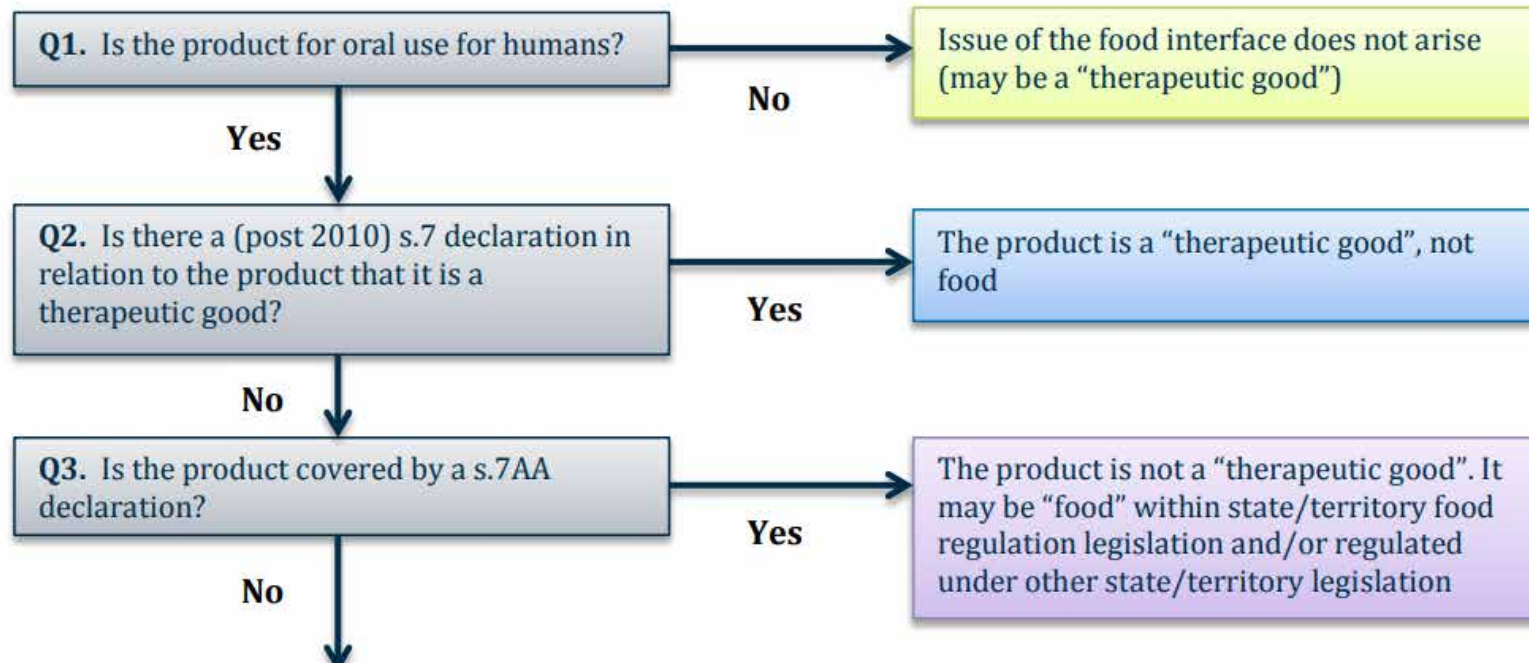 Q1. Is the product for oral use for humans?
No
Issue of the food interface does not arise
(may be a “therapeutic good”)
Yes
Q2. Is there a (post 2010) s.7 declaration in
relation to the product that it is a
therapeutic good?
Yes
The product is a “therapeutic good”, not
food
No
Q3. Is the product covered by a s.7AA
declaration?
Yes
The product is not a “therapeutic good”. It
may be “food” within state/territory food
regulation legislation and/or regulated
under other state/territory legislation
No